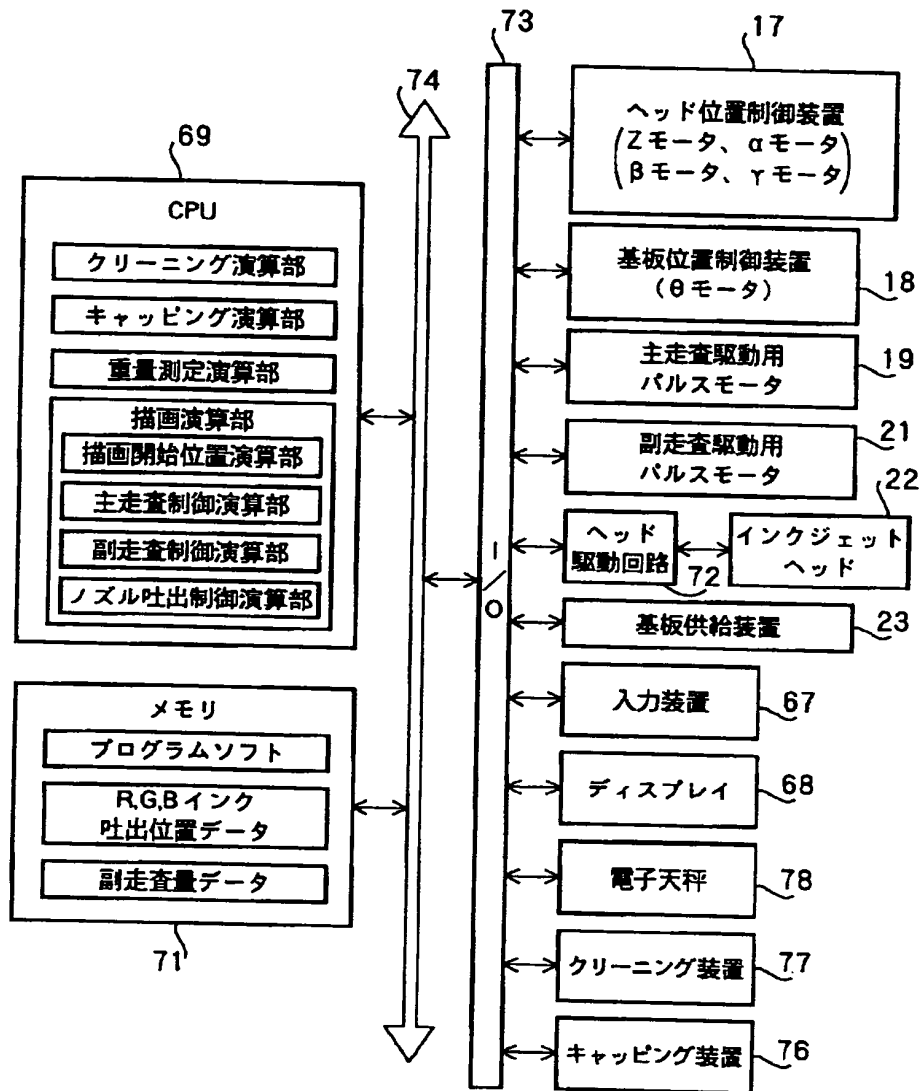 73
17
74
ヘッド位置制御装置
(Zモータ、αモータ
βモータ、γモータ)
69
CPU
クリーニング演算部
キャッピング演算部
重量測定演算部
描画演算部
描画開始位置演算部
主走査制御演算部
副走査制御演算部
ノズル吐出制御演算部
基板位置制御装置
(θモータ)
18
主走査駆動用
パルスモータ
19
副走査駆動用
パルスモータ
21
22
I/O
ヘッド
駆動回路
72
インクジェット
ヘッド
基板供給装置
23
メモリ
プログラムソフト
R,G,Bインク
吐出位置データ
副走査量データ
71
入力装置
67
ディスプレイ
68
電子天秤
78
クリーニング装置
77
キャッピング装置
76